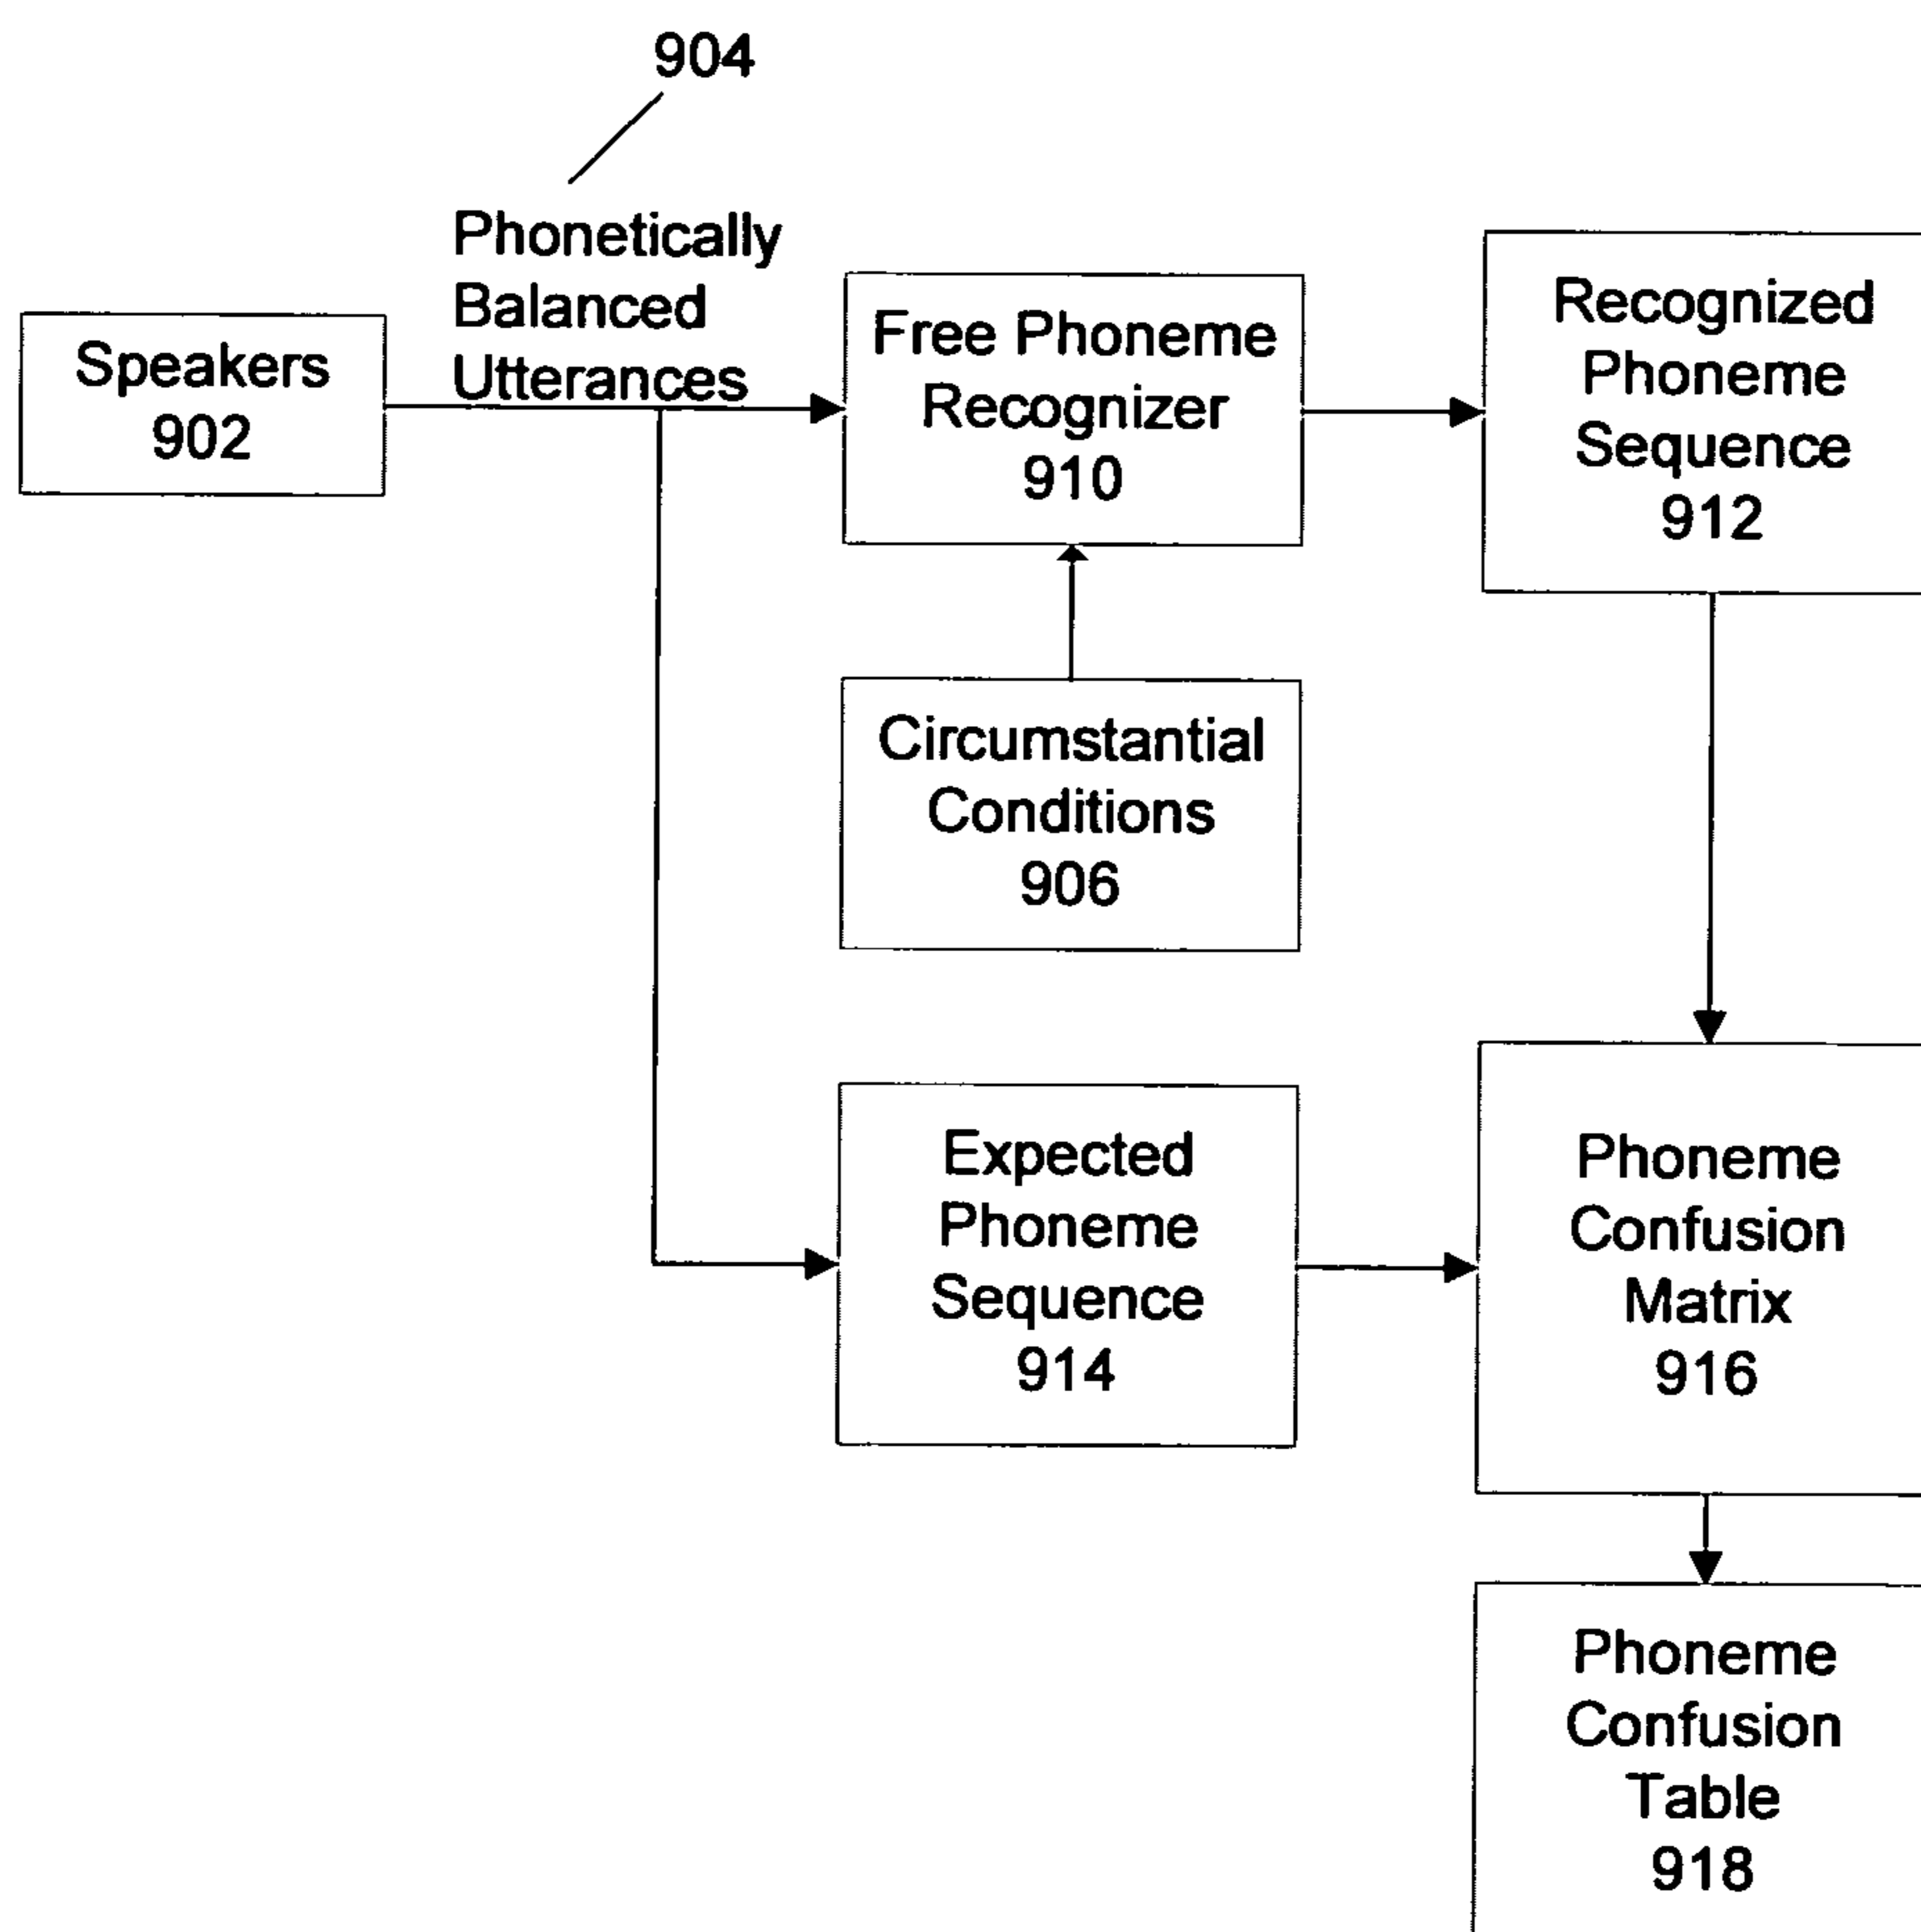 904
Phonetically
Balanced
Utterances
Speakers
902
Free Phoneme
Recognizer
910
Recognized
Phoneme
Sequence
912
Circumstantial
Conditions
906
Expected
Phoneme
Sequence
914
Phoneme
Confusion
Matrix
916
Phoneme
Confusion
Table
918